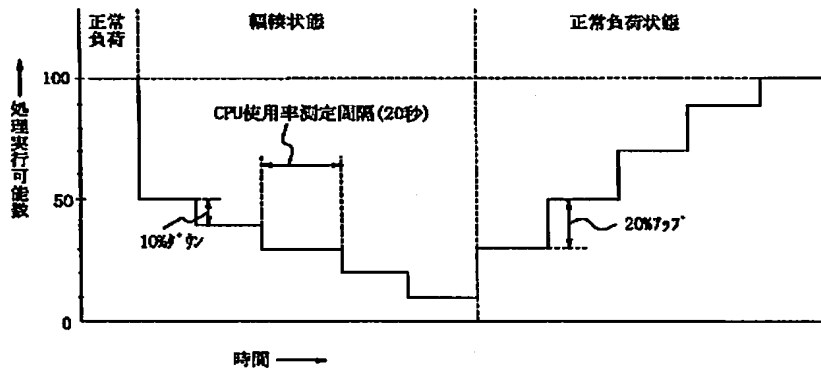 正常
負荷
輻輳状態
正常負荷状態
100
CPU使用率測定間隔(20秒)
処理実行可能数
50
10%ダウン
20%アップ
0
時間